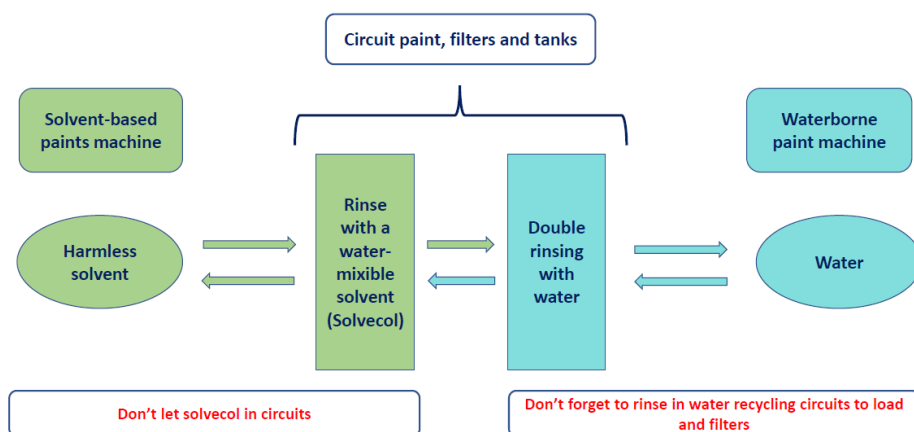 Circuit paint, filters and tanks
Solvent-based
paints machine
Waterborne
paint machine
Harmless
solvent
Rinse
with a
water-
mixible
solvent
(Solvecol)
Double
rinsing
with
water
Water
Don't let solvecol in circuits
Don't forget to rinse in water recycling circuits to load
and filters